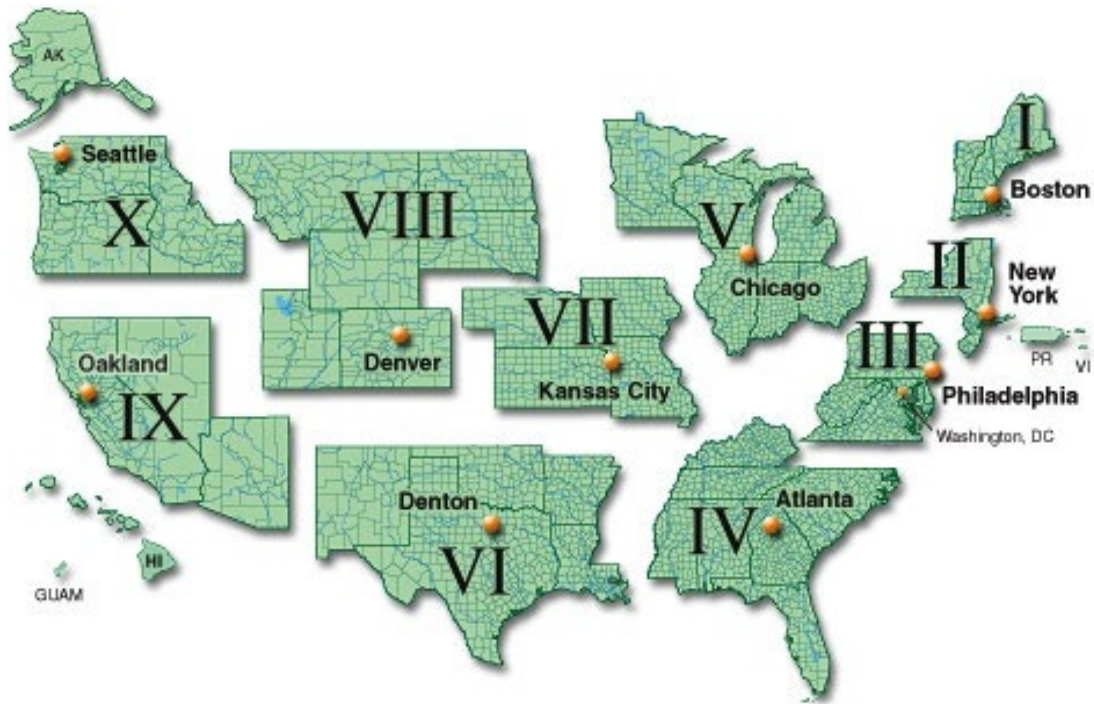 AK
I
Seattle
VIII
Boston
X
V
II
New
York
Chicago
VII
III
Oakland
Denver
PR
VI
Kansas City
Philadelphia
IX
Washington, DC
Denton
Atlanta
IV
VI
HI
GUAM